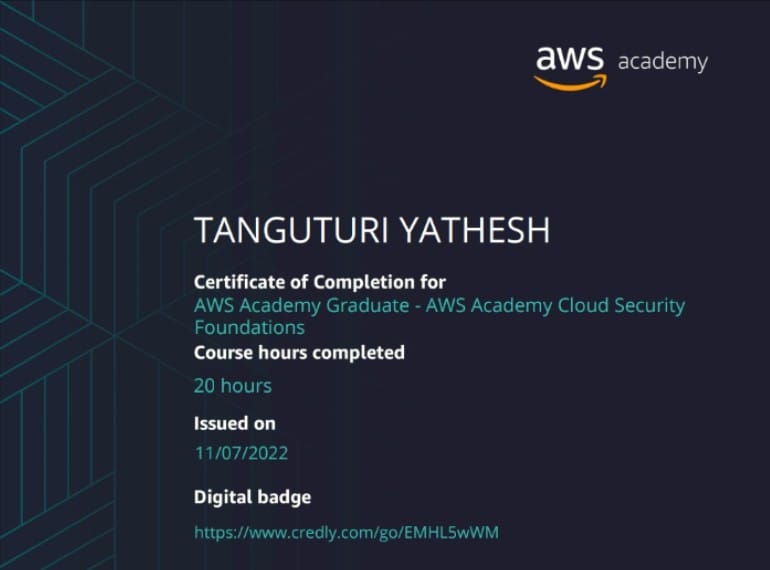 aws academy
TANGUTURI YATHESH
Certificate of Completion for
AWS Academy Graduate - AWS Academy Cloud Security
Foundations
Course hours completed
20 hours
Issued on
11/07/2022
Digital badge
https://www.credly.com/go/EMHL5wWM